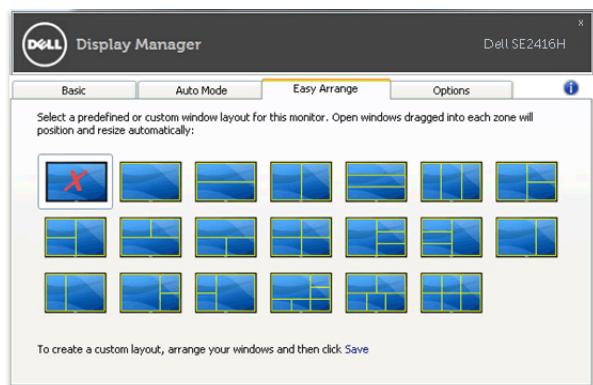 DELL Display Manager Dell SE2416H
x
Basic Auto Mode Easy Arrange Options i
Select a predefined or custom window layout for this monitor. Open windows dragged into each zone will
position and resize automatically:
X
To create a custom layout, arrange your windows and then click Save